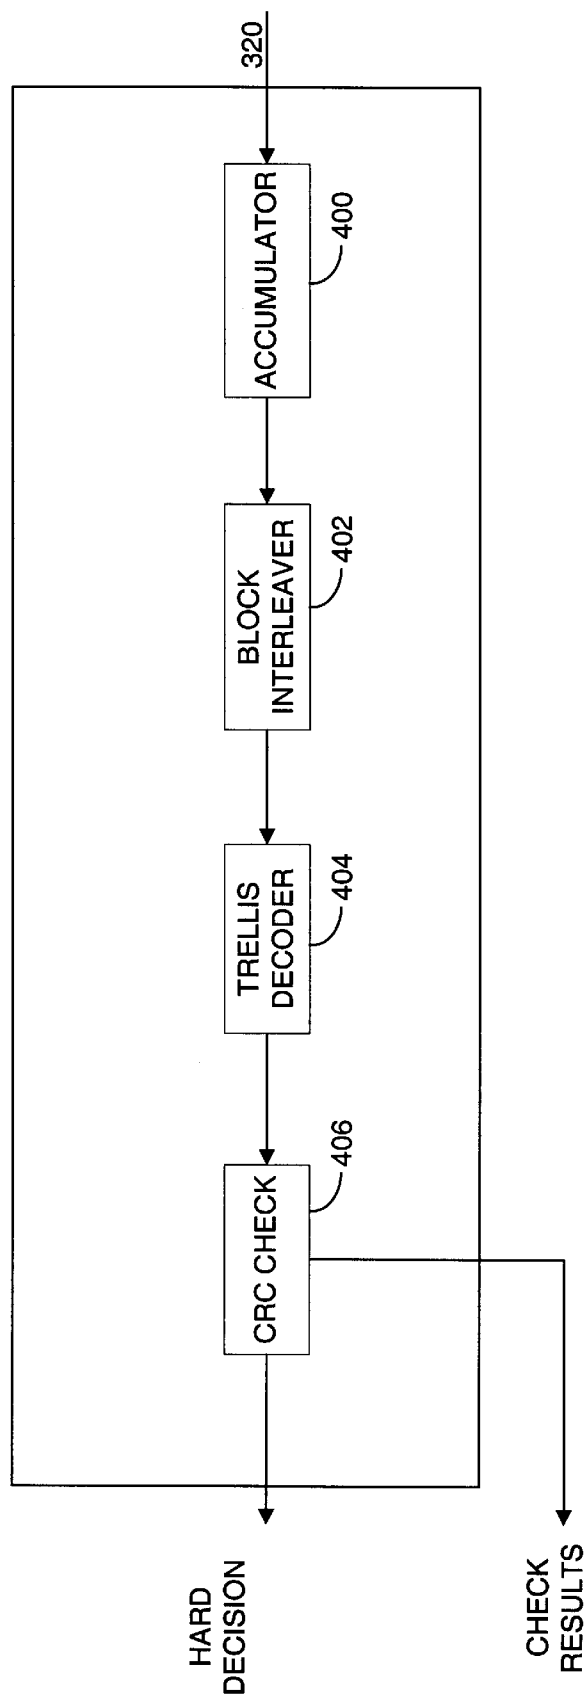 320
ACCUMULATOR
400
BLOCK
INTERLEAVER
402
TRELLIS
DECODER
404
CRC CHECK
406
HARD
DECISION
CHECK
RESULTS